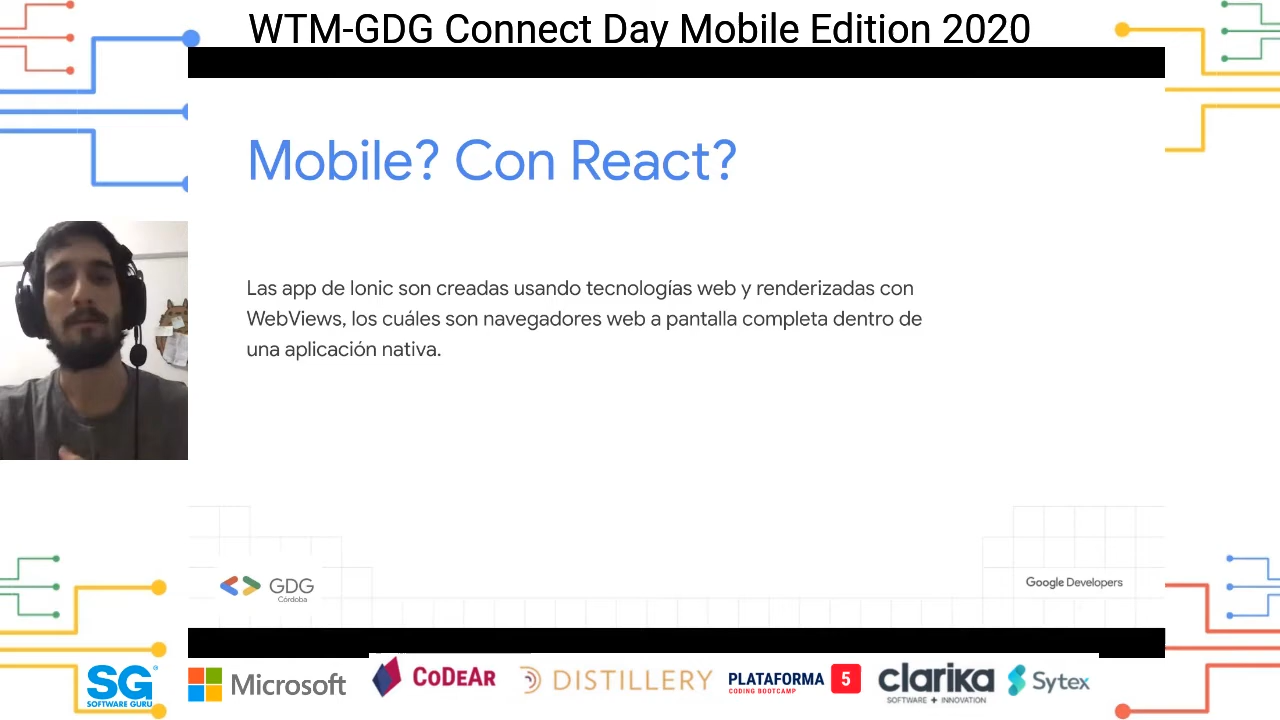 WTM-GDG Connect Day Mobile Edition 2020
Mobile? Con React?
Las app de Ionic son creadas usando tecnologías web y renderizadas con
WebViews, los cuáles son navegadores web a pantalla completa dentro de
una aplicación nativa.
GDG
Córdoba
Google Developers
SG
SOFTWARE GURU
Microsoft
CoDeAr
DISTILLERY
PLATAFORMA 5
CODING BOOTCAMP
clarika
SOFTWARE + INNOVATION
Sytex